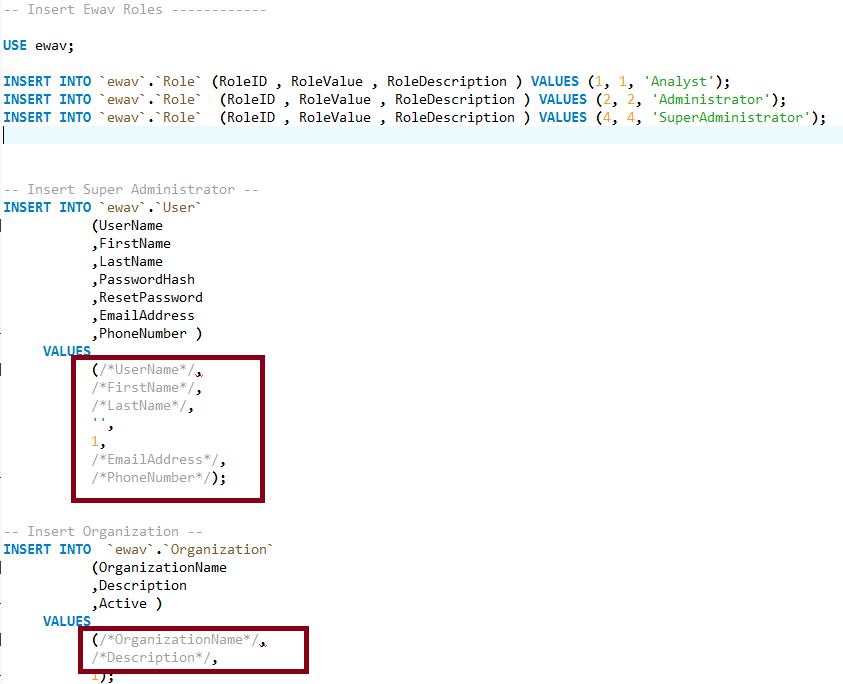 -- Insert Ewav Roles ------------
USE ewav;
INSERT INTO `ewav`.`Role` (RoleID , RoleValue , RoleDescription ) VALUES (1, 1, 'Analyst');
INSERT INTO `ewav`.`Role`  (RoleID , RoleValue , RoleDescription ) VALUES (2, 2, 'Administrator');
INSERT INTO `ewav`.`Role`  (RoleID , RoleValue , RoleDescription ) VALUES (4, 4, 'SuperAdministrator');
-- Insert Super Administrator --
INSERT INTO `ewav`.`User`
(UserName
,FirstName
,LastName
,PasswordHash
,ResetPassword
,EmailAddress
,PhoneNumber )
VALUES
(/*UserName*/,
/*FirstName*/,
/*LastName*/,
'',
1,
/*EmailAddress*/,
/*PhoneNumber*/);
-- Insert Organization --
INSERT INTO  `ewav`.`Organization`
(OrganizationName
,Description
,Active )
VALUES
(/*OrganizationName*/,
/*Description*/,
1);